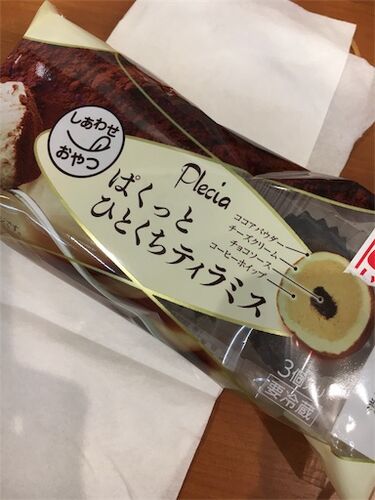 しあわせ
おやつ
Plecia
ぱくっと
ひとくちティラミス
ココアパウダー
チーズクリーム
チョコソース
コーヒーホイップ
3個
要冷蔵